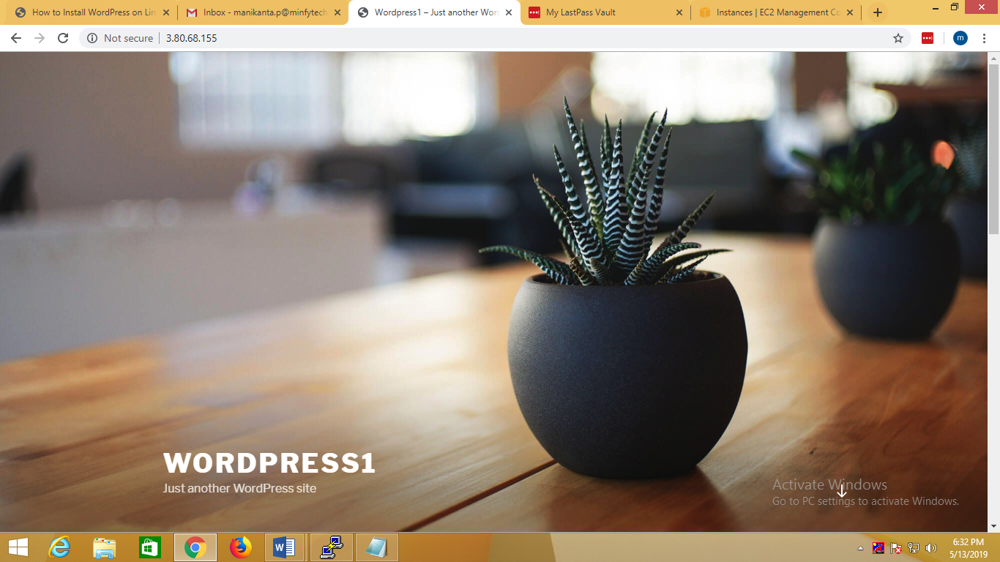 How to Install WordPress on Lin
Inbox - manikanta.p@minfytech
Wordpress1 – Just another Wor
My LastPass Vault
Instances | EC2 Management Co
Not secure
3.80.68.155
m
WORDPRESS1
Just another WordPress site
Activate Windows
Go to PC settings to activate Windows.
6:32 PM
5/13/2019